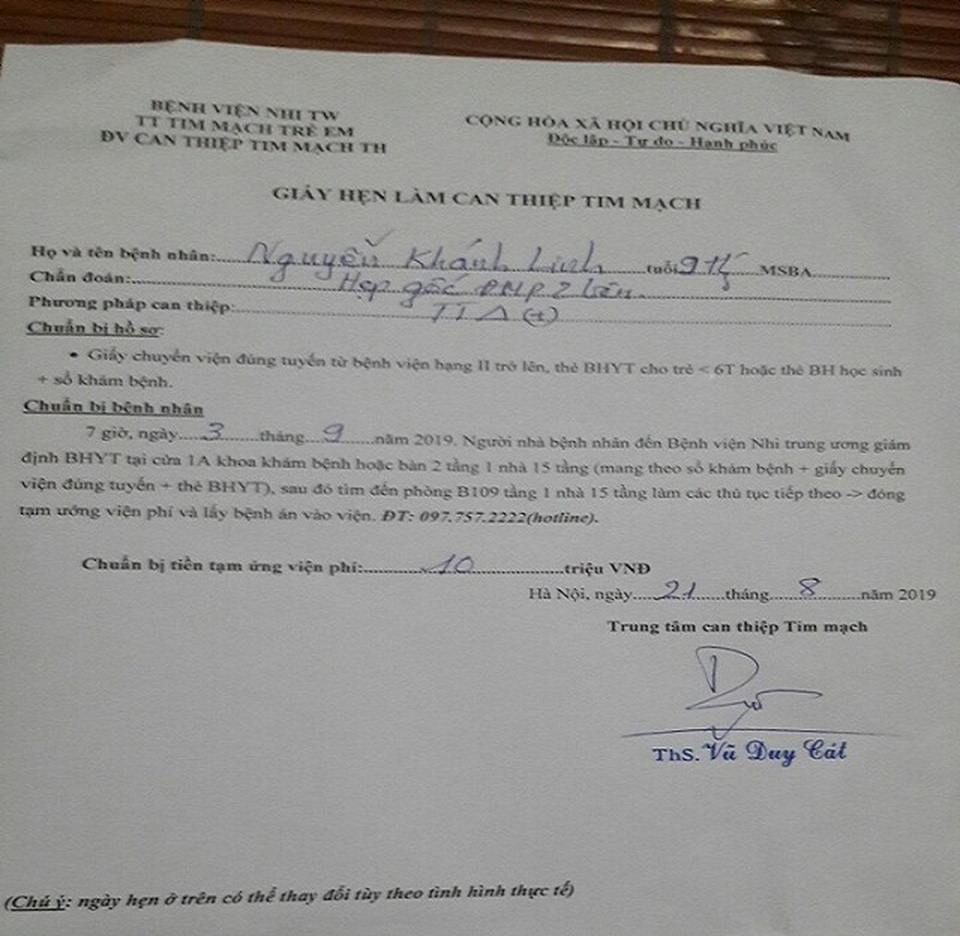 BỆNH VIỆN NHI TW
TT TIM MẠCH TRẺ EM
ĐV CAN THIỆP TIM MẠCH TH
CỘNG HÒA XÃ HỘI CHỦ NGHĨA VIỆT NAM
Độc lập - Tự do - Hạnh phúc
GIẤY HẸN LÀM CAN THIỆP TIM MẠCH
Họ và tên bệnh nhân: Nguyễn Khánh Linh tuổi 9 th MSBA
Chẩn đoán: Hẹp gốc ĐMP 2 bên
Phương pháp can thiệp: TTA (+)
Chuẩn bị hồ sơ:
• Giấy chuyển viện đúng tuyến từ bệnh viện hạng II trở lên, thẻ BHYT cho trẻ < 6T hoặc thẻ BH học sinh
+ sổ khám bệnh.
Chuẩn bị bệnh nhân
7 giờ, ngày 3 tháng 9 năm 2019. Người nhà bệnh nhân đến Bệnh viện Nhi trung ương giám
định BHYT tại cửa 1A khoa khám bệnh hoặc bàn 2 tầng 1 nhà 15 tầng (mang theo sổ khám bệnh + giấy chuyển
viện đúng tuyến + thẻ BHYT), sau đó tìm đến phòng B109 tầng 1 nhà 15 tầng làm các thủ tục tiếp theo -> đóng
tạm ướng viện phí và lấy bệnh án vào viện. ĐT: 097.757.2222(hotline).
Chuẩn bị tiền tạm ứng viện phí: 10 triệu VNĐ
Hà Nội, ngày 21 tháng 8 năm 2019
Trung tâm can thiệp Tim mạch
ThS. Vũ Duy Cát
(Chú ý: ngày hẹn ở trên có thể thay đổi tùy theo tình hình thực tế)